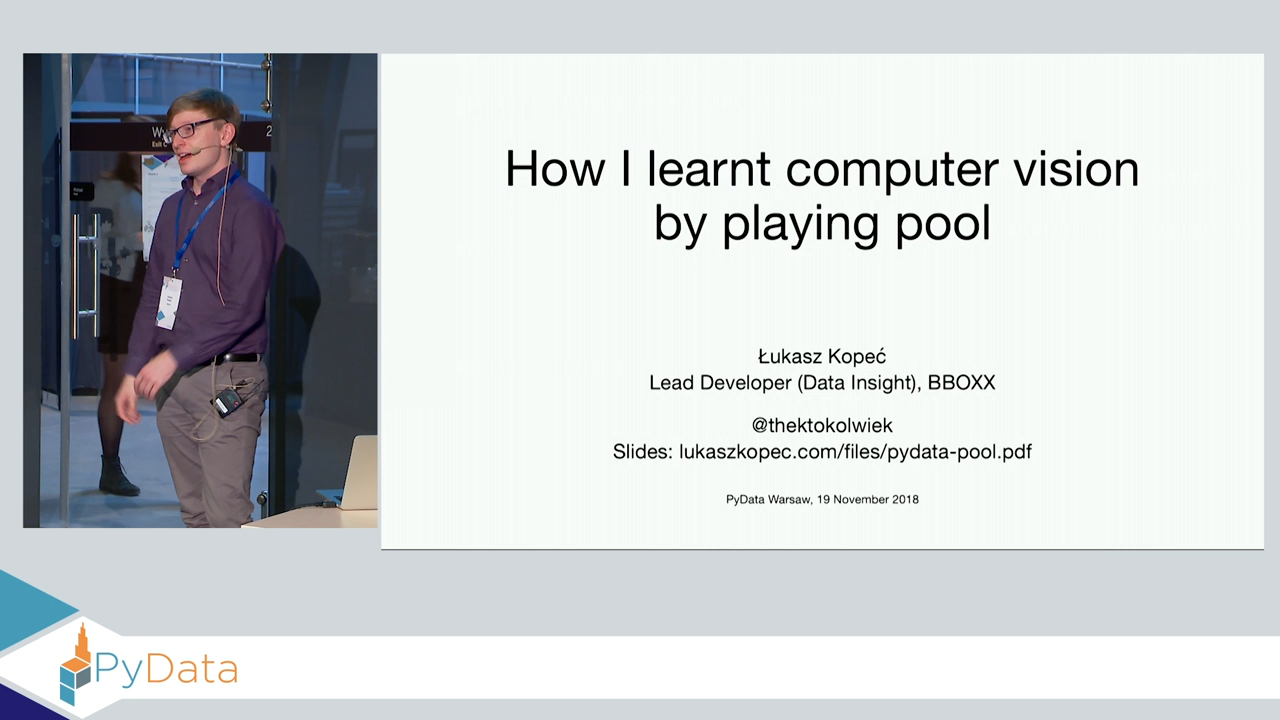 How I learnt computer vision
by playing pool
Łukasz Kopeć
Lead Developer (Data Insight), BBOXX
@thektokolwiek
Slides: lukaszkopec.com/files/pydata-pool.pdf
PyData Warsaw, 19 November 2018
2
PyData